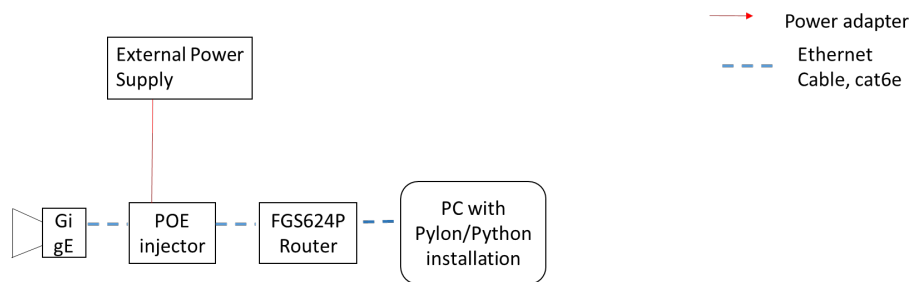 Power adapter
Ethernet
Cable, cat6e
External Power
Supply
Gi
gE
POE
injector
FGS624P
Router
PC with
Pylon/Python
installation